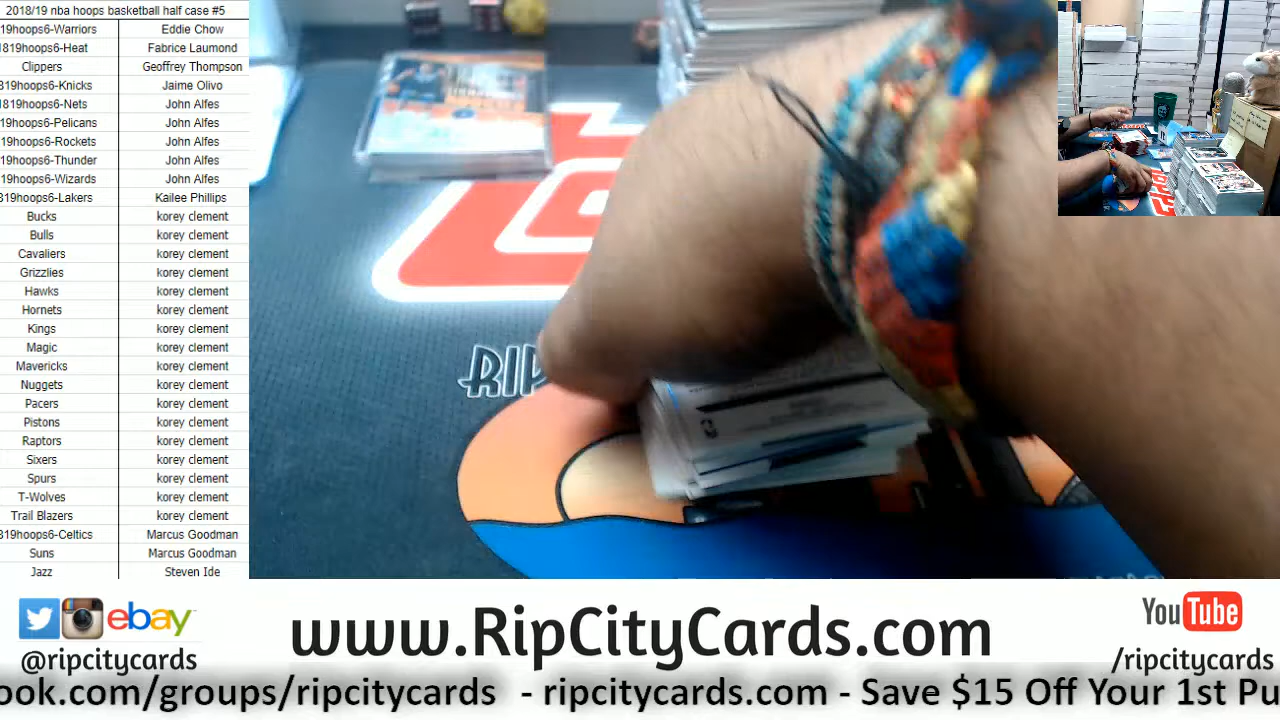 2018/19 nba hoops basketball half case #5
19hoops6-Warriors Eddie Chow
1819hoops6-Heat Fabrice Laumond
Clippers Geoffrey Thompson
819hoops6-Knicks Jaime Olivo
1819hoops6-Nets John Alfes
19hoops6-Pelicans John Alfes
19hoops6-Rockets John Alfes
19hoops6-Thunder John Alfes
19hoops6-Wizards John Alfes
819hoops6-Lakers Kailee Phillips
Bucks korey clement
Bulls korey clement
Cavaliers korey clement
Grizzlies korey clement
Hawks korey clement
Hornets korey clement
Kings korey clement
Magic korey clement
Mavericks korey clement
Nuggets korey clement
Pacers korey clement
Pistons korey clement
Raptors korey clement
Sixers korey clement
Spurs korey clement
T-Wolves korey clement
Trail Blazers korey clement
819hoops6-Celtics Marcus Goodman
Suns Marcus Goodman
Jazz Steven Ide
RIP
ebay
@ripcitycards
www.RipCityCards.com
YouTube
/ripcitycards
ook.com/groups/ripcitycards - ripcitycards.com - Save $15 Off Your 1st Pu